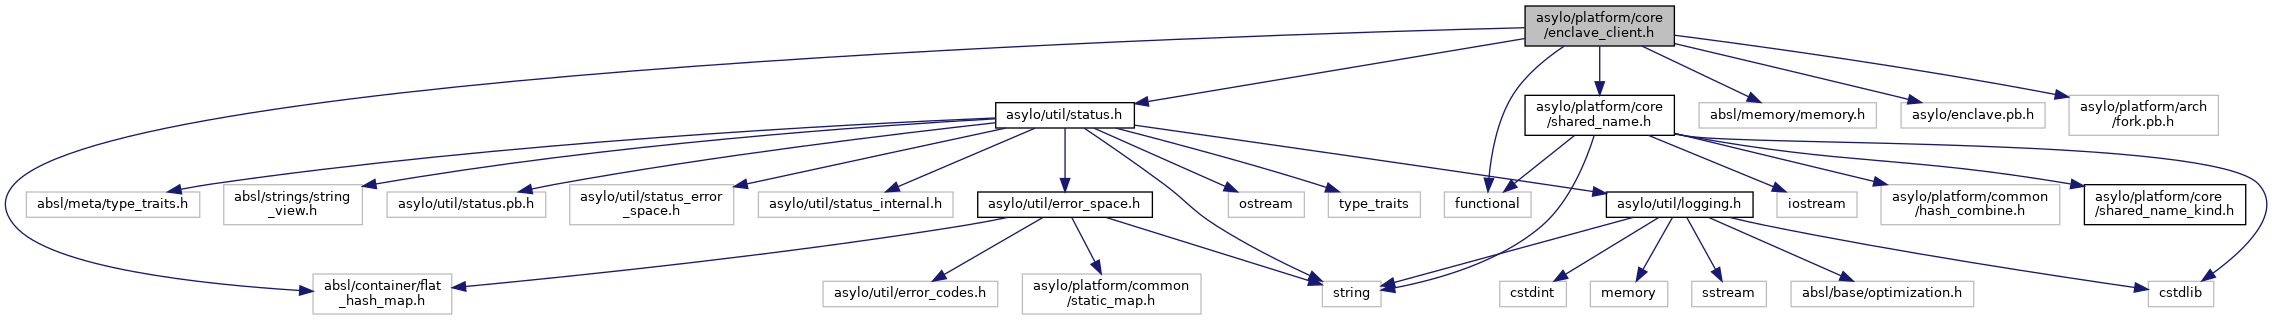 asylo/platform/core
/enclave_client.h
asylo/util/status.h
asylo/platform/core
/shared_name.h
absl/memory/memory.h
asylo/enclave.pb.h
asylo/platform/arch
/fork.pb.h
absl/meta/type_traits.h
absl/strings/string
_view.h
asylo/util/status.pb.h
asylo/util/status_error
_space.h
asylo/util/status_internal.h
asylo/util/error_space.h
ostream
type_traits
functional
asylo/util/logging.h
iostream
asylo/platform/common
/hash_combine.h
asylo/platform/core
/shared_name_kind.h
absl/container/flat
_hash_map.h
asylo/util/error_codes.h
asylo/platform/common
/static_map.h
string
cstdint
memory
sstream
absl/base/optimization.h
cstdlib